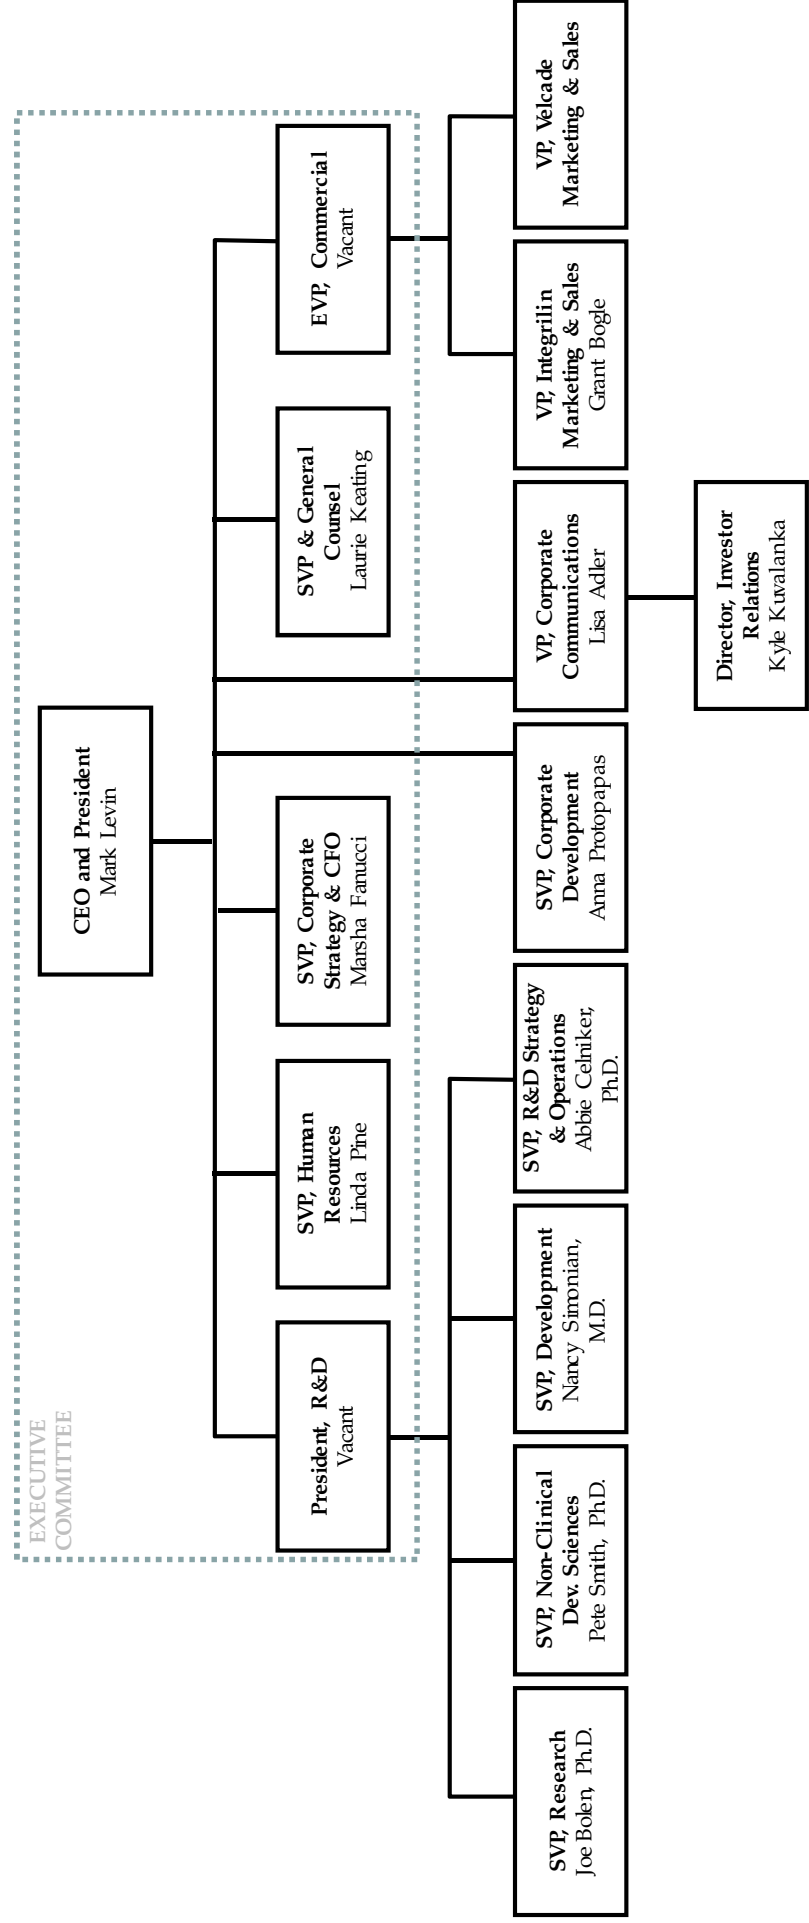 EXECUTIVE
COMMITTEE
CEO and President
Mark Levin
President, R&D
Vacant
SVP, Human
Resources
Linda Pine
SVP, Corporate
Strategy & CFO
Marsha Fanucci
SVP & General
Counsel
Laurie Keating
EVP, Commercial
Vacant
SVP, Research
Joe Bolen, Ph.D.
SVP, Non-Clinical
Dev. Sciences
Pete Smith, Ph.D.
SVP, Development
Nancy Simonian,
M.D.
SVP, R&D Strategy
& Operations
Abbie Celniker,
Ph.D.
SVP, Corporate
Development
Anna Protopapas
VP, Corporate
Communications
Lisa Adler
VP, Integrilin
Marketing & Sales
Grant Bogle
VP, Velcade
Marketing & Sales
Director, Investor
Relations
Kyle Kuvalanka